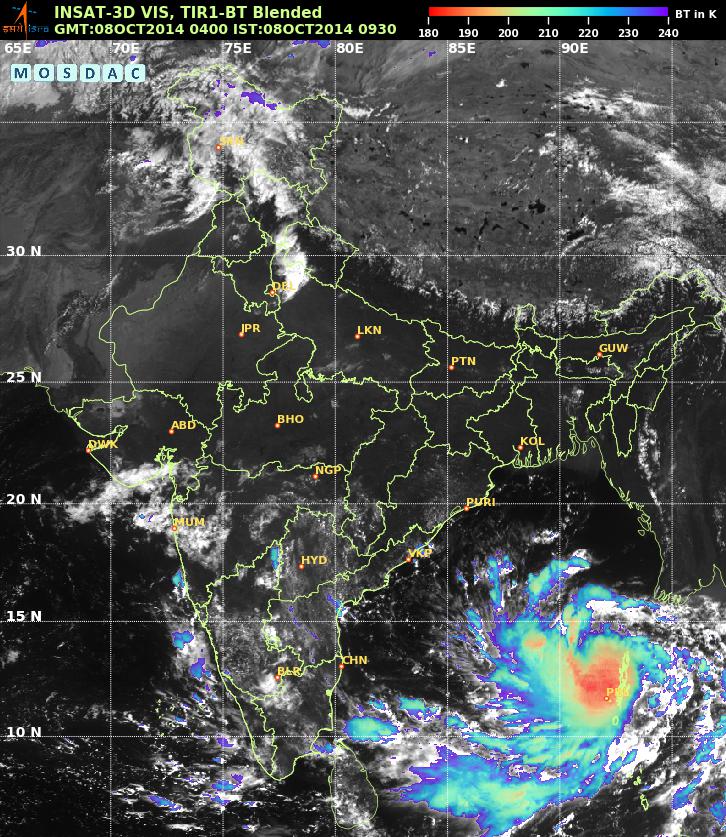 INSAT-3D VIS, TIR1-BT Blended
GMT:08OCT2014 0400 IST:08OCT2014 0930
BT in K
180 190 200 210 220 230 240
65E 70E 75E 80E 85E 90E
M O S D A C
SRN
30 N
DEL
JPR
LKN
GUW
PTN
25 N
ABD
BHO
KOL
DWK
NGP
20 N
PURI
MUM
VKP
HYD
15 N
CHN
BLR
10 N